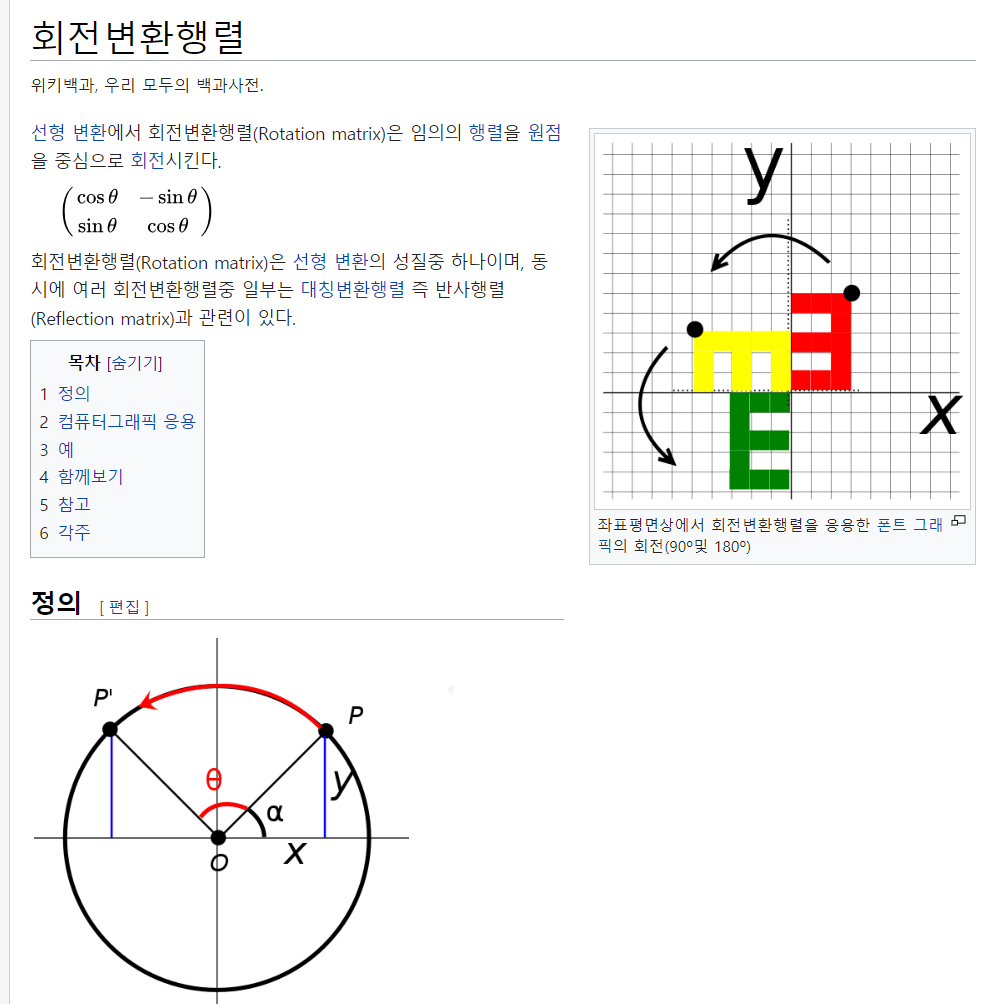 회전변환행렬
위키백과, 우리 모두의 백과사전.
선형 변환에서 회전변환행렬(Rotation matrix)은 임의의 행렬을 원점
을 중심으로 회전시킨다.
cos θ − sin θ
sin θ cos θ
회전변환행렬(Rotation matrix)은 선형 변환의 성질중 하나이며, 동
시에 여러 회전변환행렬중 일부는 대칭변환행렬 즉 반사행렬
(Reflection matrix)과 관련이 있다.
목차 [숨기기]
1 정의
2 컴퓨터그래픽 응용
3 예
4 함께보기
5 참고
6 각주
y
E
E
E
x
좌표평면상에서 회전변환행렬을 응용한 폰트 그래
픽의 회전(90º및 180º)
정의 [ 편집 ]
P'
P
θ
y
α
x
O